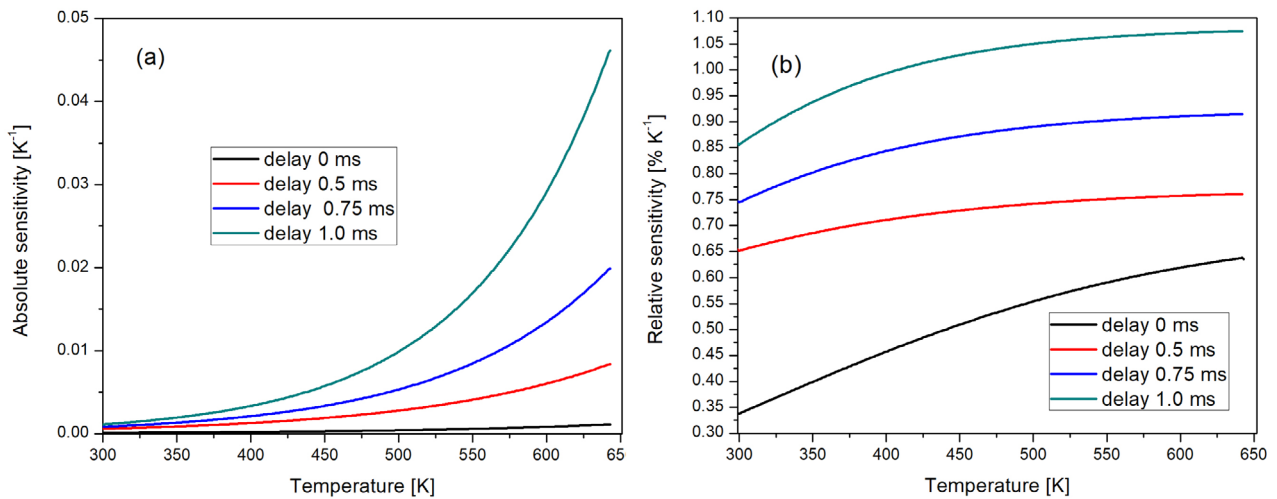 (a)
Absolute sensitivity [K⁻¹]
0.05
0.04
0.03
0.02
0.01
0.00
delay 0 ms
delay 0.5 ms
delay  0.75 ms
delay 1.0 ms
300 350 400 450 500 550 600 65
Temperature [K]
(b)
Relative sensitivity [% K⁻¹]
1.10
1.05
1.00
0.95
0.90
0.85
0.80
0.75
0.70
0.65
0.60
0.55
0.50
0.45
0.40
0.35
0.30
delay 0 ms
delay 0.5 ms
delay 0.75 ms
delay 1.0 ms
300 350 400 450 500 550 600 650
Temperature [K]